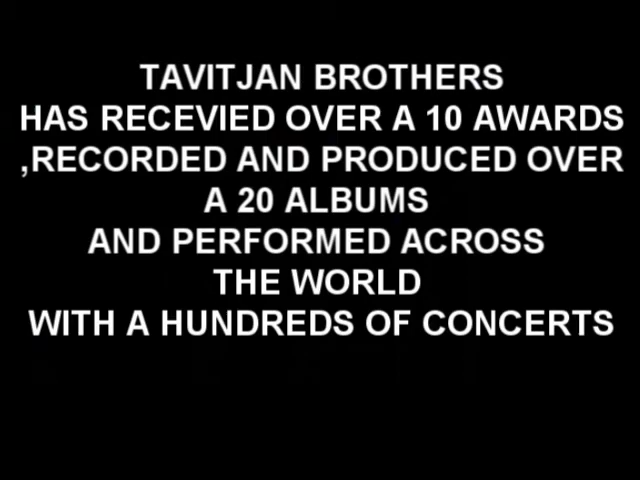 TAVITJAN BROTHERS
HAS RECEVIED OVER A 10 AWARDS
,RECORDED AND PRODUCED OVER
A 20 ALBUMS
AND PERFORMED ACROSS
THE WORLD
WITH A HUNDREDS OF CONCERTS